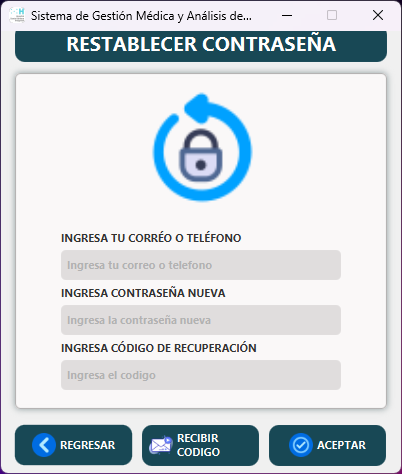 Sistema de Gestión Médica y Análisis de...
RESTABLECER CONTRASEÑA
INGRESA TU CORRÉO O TELÉFONO
Ingresa tu correo o telefono
INGRESA CONTRASEÑA NUEVA
Ingresa la contraseña nueva
INGRESA CÓDIGO DE RECUPERACIÓN
Ingresa el codigo
REGRESAR
RECIBIR
CODIGO
ACEPTAR